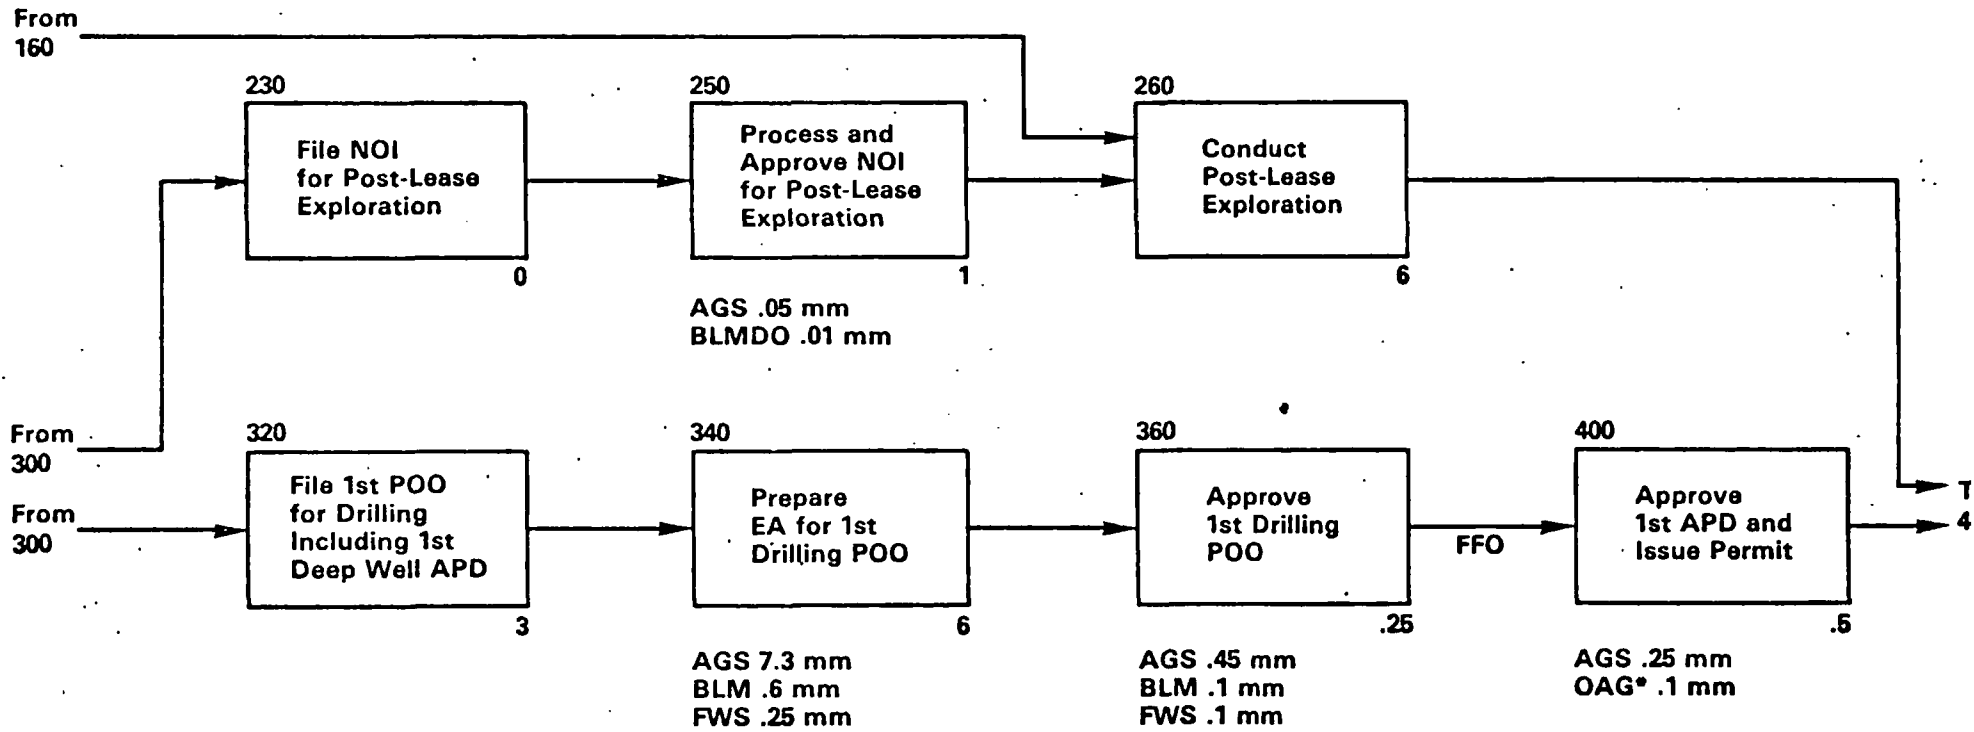 From
160
230
File NOI
for Post-Lease
Exploration
0
250
Process and
Approve NOI
for Post-Lease
Exploration
1
AGS .05 mm
BLMDO .01 mm
260
Conduct
Post-Lease
Exploration
6
From
300
From
300
320
File 1st POO
for Drilling
Including 1st
Deep Well APD
3
340
Prepare
EA for 1st
Drilling POO
6
AGS 7.3 mm
BLM .6 mm
FWS .25 mm
360
Approve
1st Drilling
POO
.25
AGS .45 mm
BLM .1 mm
FWS .1 mm
FFO
400
Approve
1st APD and
Issue Permit
.5
AGS .25 mm
OAG* .1 mm
T
4